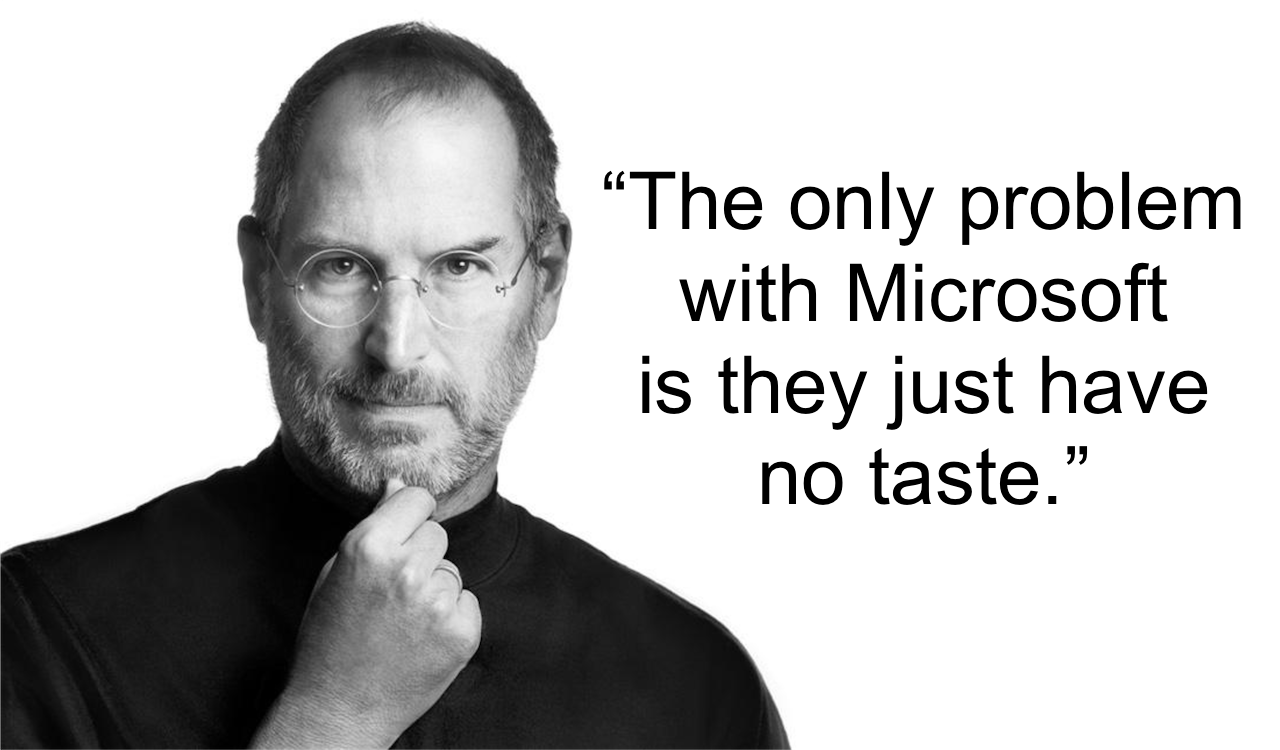 “The only problem
with Microsoft
is they just have
no taste.”